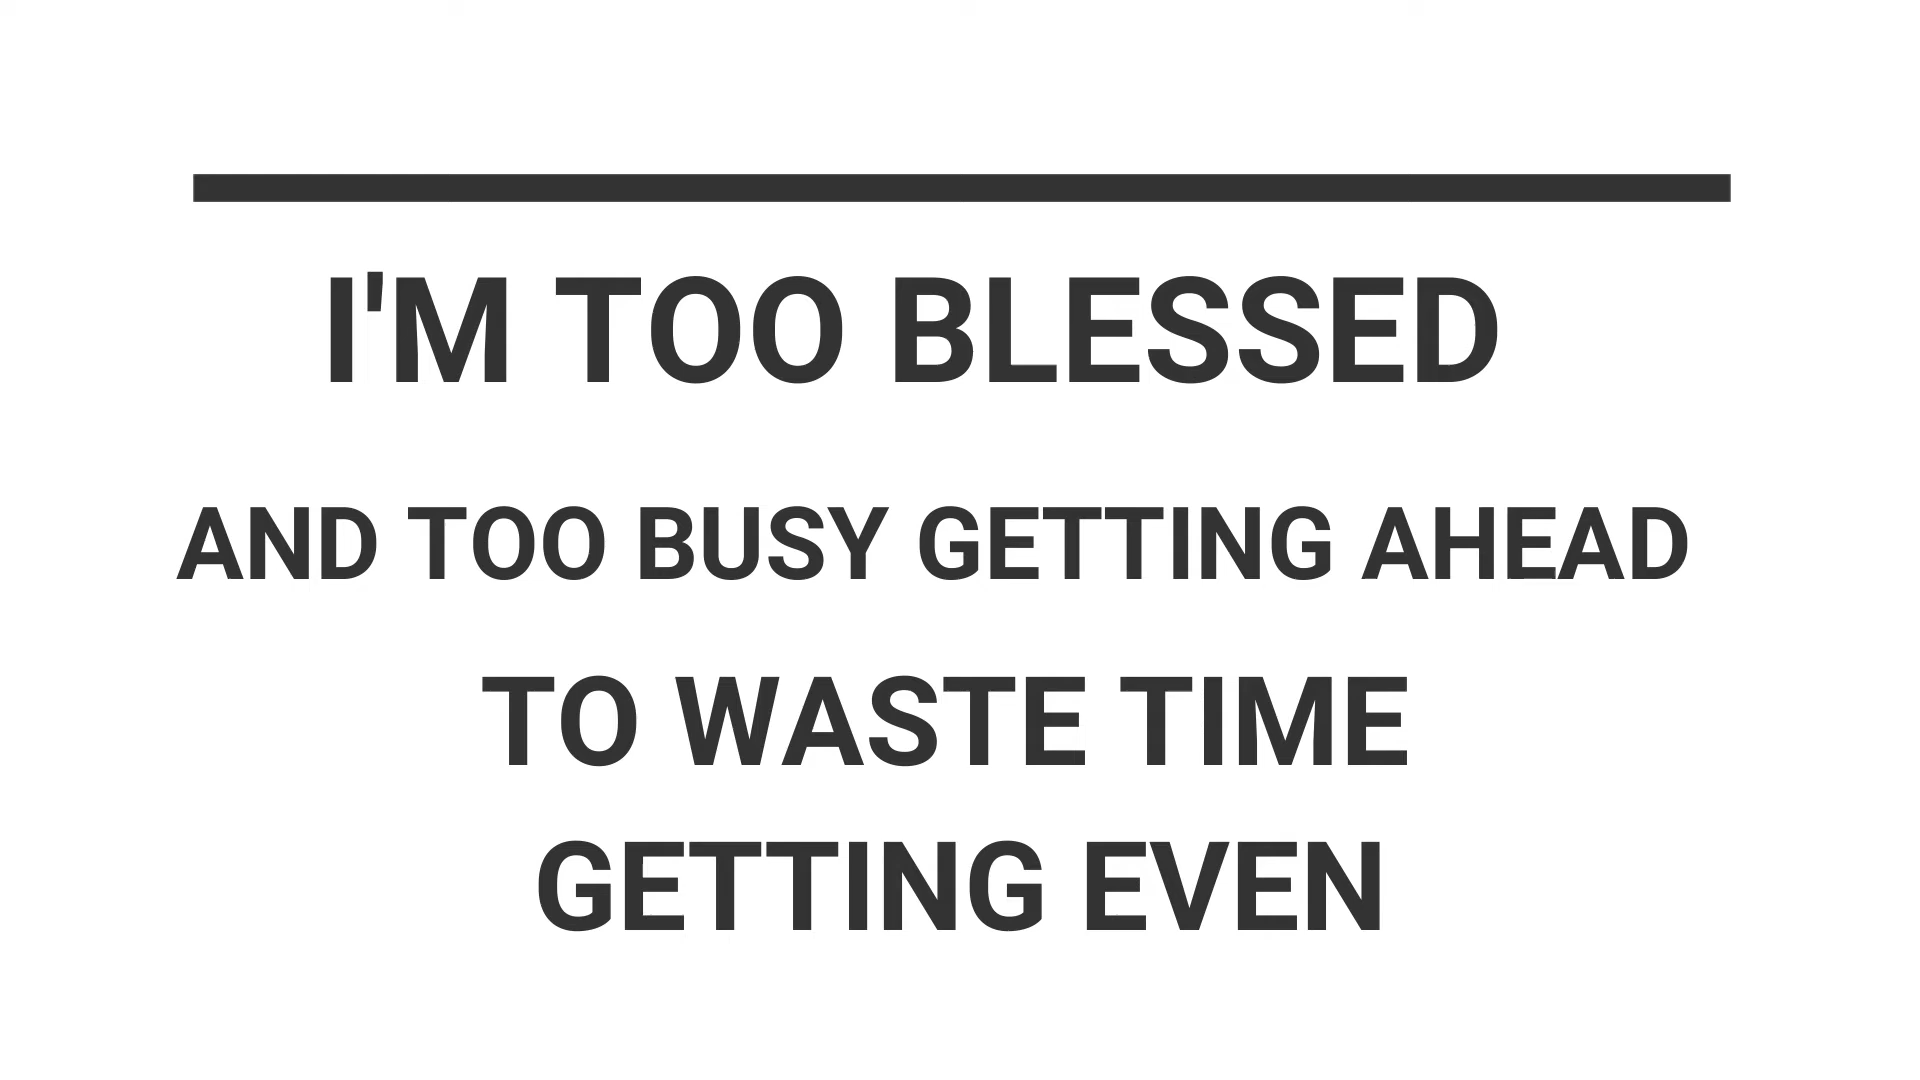 I'M TOO BLESSED
AND TOO BUSY GETTING AHEAD
TO WASTE TIME
GETTING EVEN